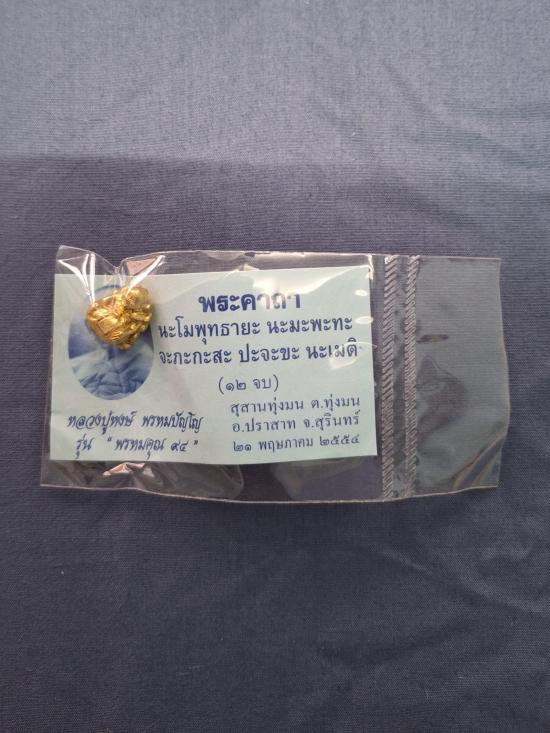 พระคาถา
นะโมพุทธายะ นะมะพะทะ
จะภะกะสะ ปะจะขะ นะเมติ
(๑๒ จบ)
สุสานทุ่งมน ต.ทุ่งมน
หลวงปู่หงษ์ พรหมปัญโญ
อ.ปราสาท จ.สุรินทร์
รุ่น " พรหมคุณ ๙๔ "
๒๑ พฤษภาคม ๒๕๕๔